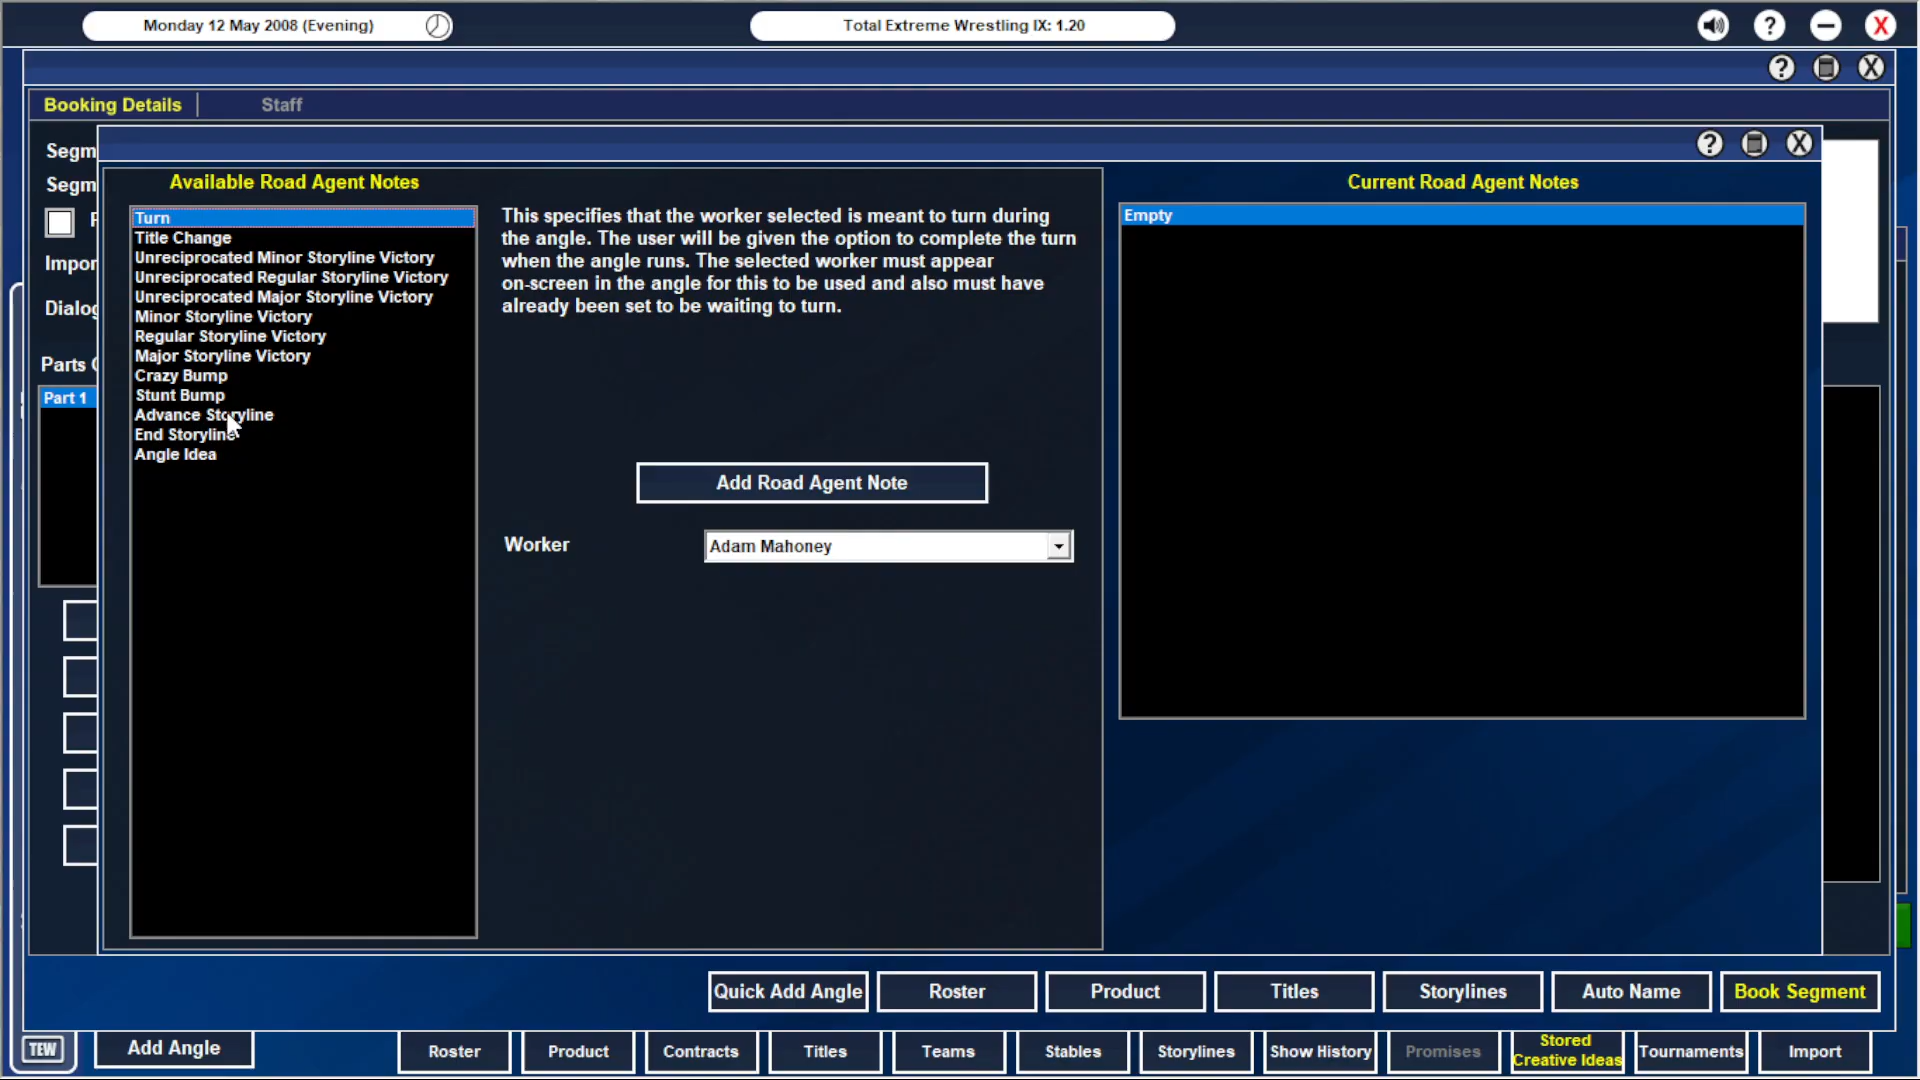 Monday 12 May 2008 (Evening)
Total Extreme Wrestling IX: 1.20
?
X
?
X
Booking Details
Staff
?
X
Segm
Segm
Impor
Dialog
Parts
Part 1
Available Road Agent Notes
Turn
Title Change
Unreciprocated Minor Storyline Victory
Unreciprocated Regular Storyline Victory
Unreciprocated Major Storyline Victory
Minor Storyline Victory
Regular Storyline Victory
Major Storyline Victory
Crazy Bump
Stunt Bump
Advance Storyline
End Storyline
Angle Idea
This specifies that the worker selected is meant to turn during
the angle. The user will be given the option to complete the turn
when the angle runs. The selected worker must appear
on-screen in the angle for this to be used and also must have
already been set to be waiting to turn.
Add Road Agent Note
Worker
Adam Mahoney
Current Road Agent Notes
Empty
Quick Add Angle
Roster
Product
Titles
Storylines
Auto Name
Book Segment
TEW
Add Angle
Roster
Product
Contracts
Titles
Teams
Stables
Storylines
Show History
Promises
Stored
Creative Ideas
Tournaments
Import